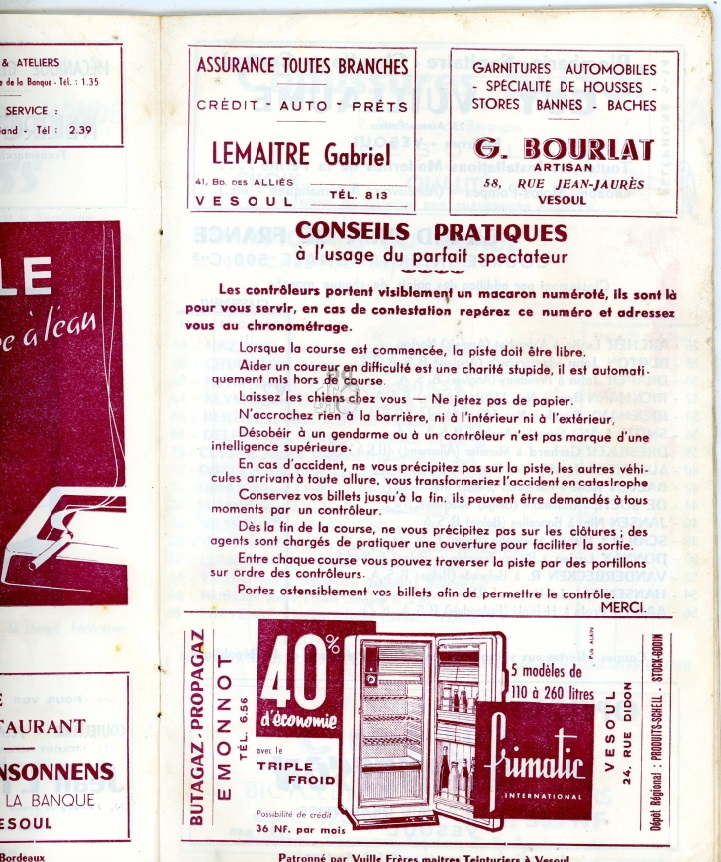 & ATELIERS
e de la Banque - Tél. : 1.35
SERVICE :
and - Tél : 2.39
LE
e à l'eau
TAURANT
NSONNENS
LA BANQUE
ESOUL
Bordeaux
ASSURANCE TOUTES BRANCHES
CRÉDIT - AUTO - PRÊTS
LEMAITRE Gabriel
41, BD. DES ALLIÉS
VESOUL
TÉL. 813
GARNITURES AUTOMOBILES
- SPÉCIALITÉ DE HOUSSES -
STORES BANNES - BACHES
G. BOURLAT
ARTISAN
58, RUE JEAN-JAURÈS
VESOUL
CONSEILS PRATIQUES
à l'usage du parfait spectateur
Les contrôleurs portent visiblement un macaron numéroté, ils sont là
pour vous servir, en cas de contestation repérez ce numéro et adressez
vous au chronométrage.
Lorsque la course est commencée, la piste doit être libre.
Aider un coureur en difficulté est une charité stupide, il est automati-
quement mis hors de course.
Laissez les chiens chez vous — Ne jetez pas de papier.
N'accrochez rien à la barrière, ni à l'intérieur ni à l'extérieur,
Désobéir à un gendarme ou à un contrôleur n'est pas marque d'une
intelligence supérieure.
En cas d'accident, ne vous précipitez pas sur la piste, les autres véhi-
cules arrivant à toute allure, vous transformeriez l'accident en catastrophe
Conservez vos billets jusqu'à la fin. ils peuvent être demandés à tous
moments par un contrôleur.
Dès la fin de la course, ne vous précipitez pas sur les clôtures ; des
agents sont chargés de pratiquer une ouverture pour faciliter la sortie.
Entre chaque course vous pouvez traverser la piste par des portillons
sur ordre des contrôleurs.
Portez ostensiblement vos billets afin de permettre le contrôle.
MERCI.
BUTAGAZ - PROPAGAZ
EMONNOT
TÉL. 6.56
40%
d'économie
avec le
TRIPLE
FROID
Possibilité de crédit
36 NF. par mois
Pub ALAIN
5 modèles de
110 à 260 litres
frimatic
INTERNATIONAL
VESOUL
24, RUE DIDON
Dépôt Régional : PRODUITS-SCHELL - STOCK-GODIN
Patronné par Vuille Frères maitres Teinturiers à Vesoul